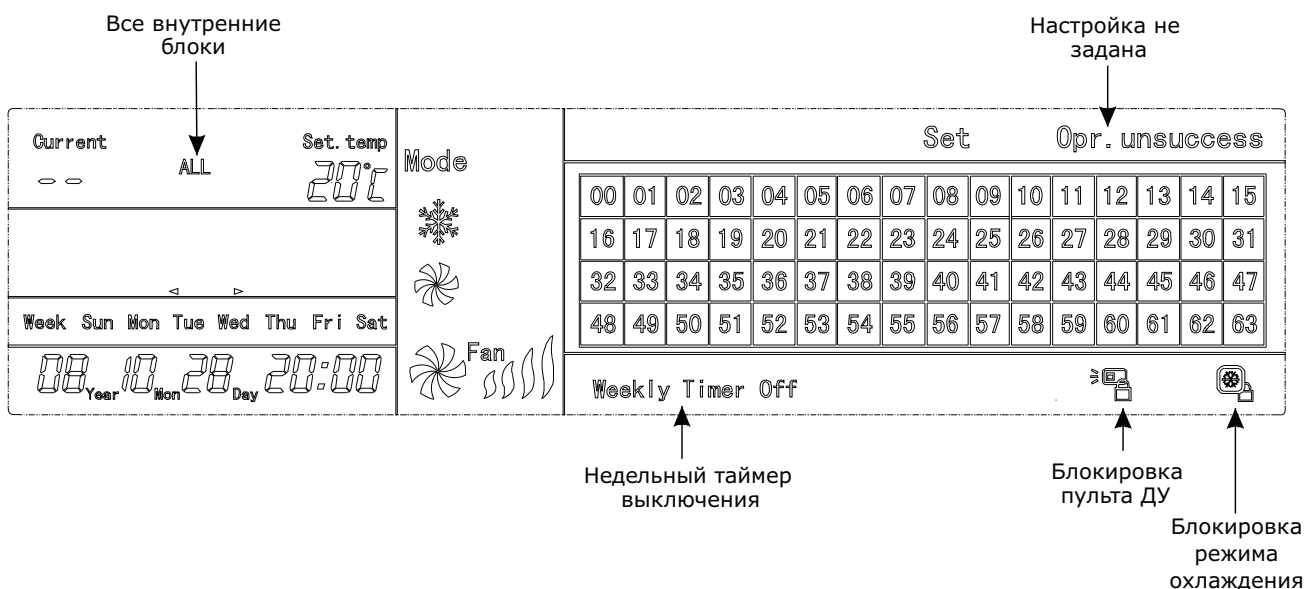 Все внутренние
блоки
Настройка не
задана
Current
ALL
Set.temp
--
20°C
Mode
Set Opr.unsuccess
00 01 02 03 04 05 06 07 08 09 10 11 12 13 14 15
16 17 18 19 20 21 22 23 24 25 26 27 28 29 30 31
32 33 34 35 36 37 38 39 40 41 42 43 44 45 46 47
48 49 50 51 52 53 54 55 56 57 58 59 60 61 62 63
Week Sun Mon Tue Wed Thu Fri Sat
08 Year 10 Mon 28 Day 20:00
Fan
Weekly Timer Off
Недельный таймер
выключения
Блокировка
пульта ДУ
Блокировка
режима
охлаждения